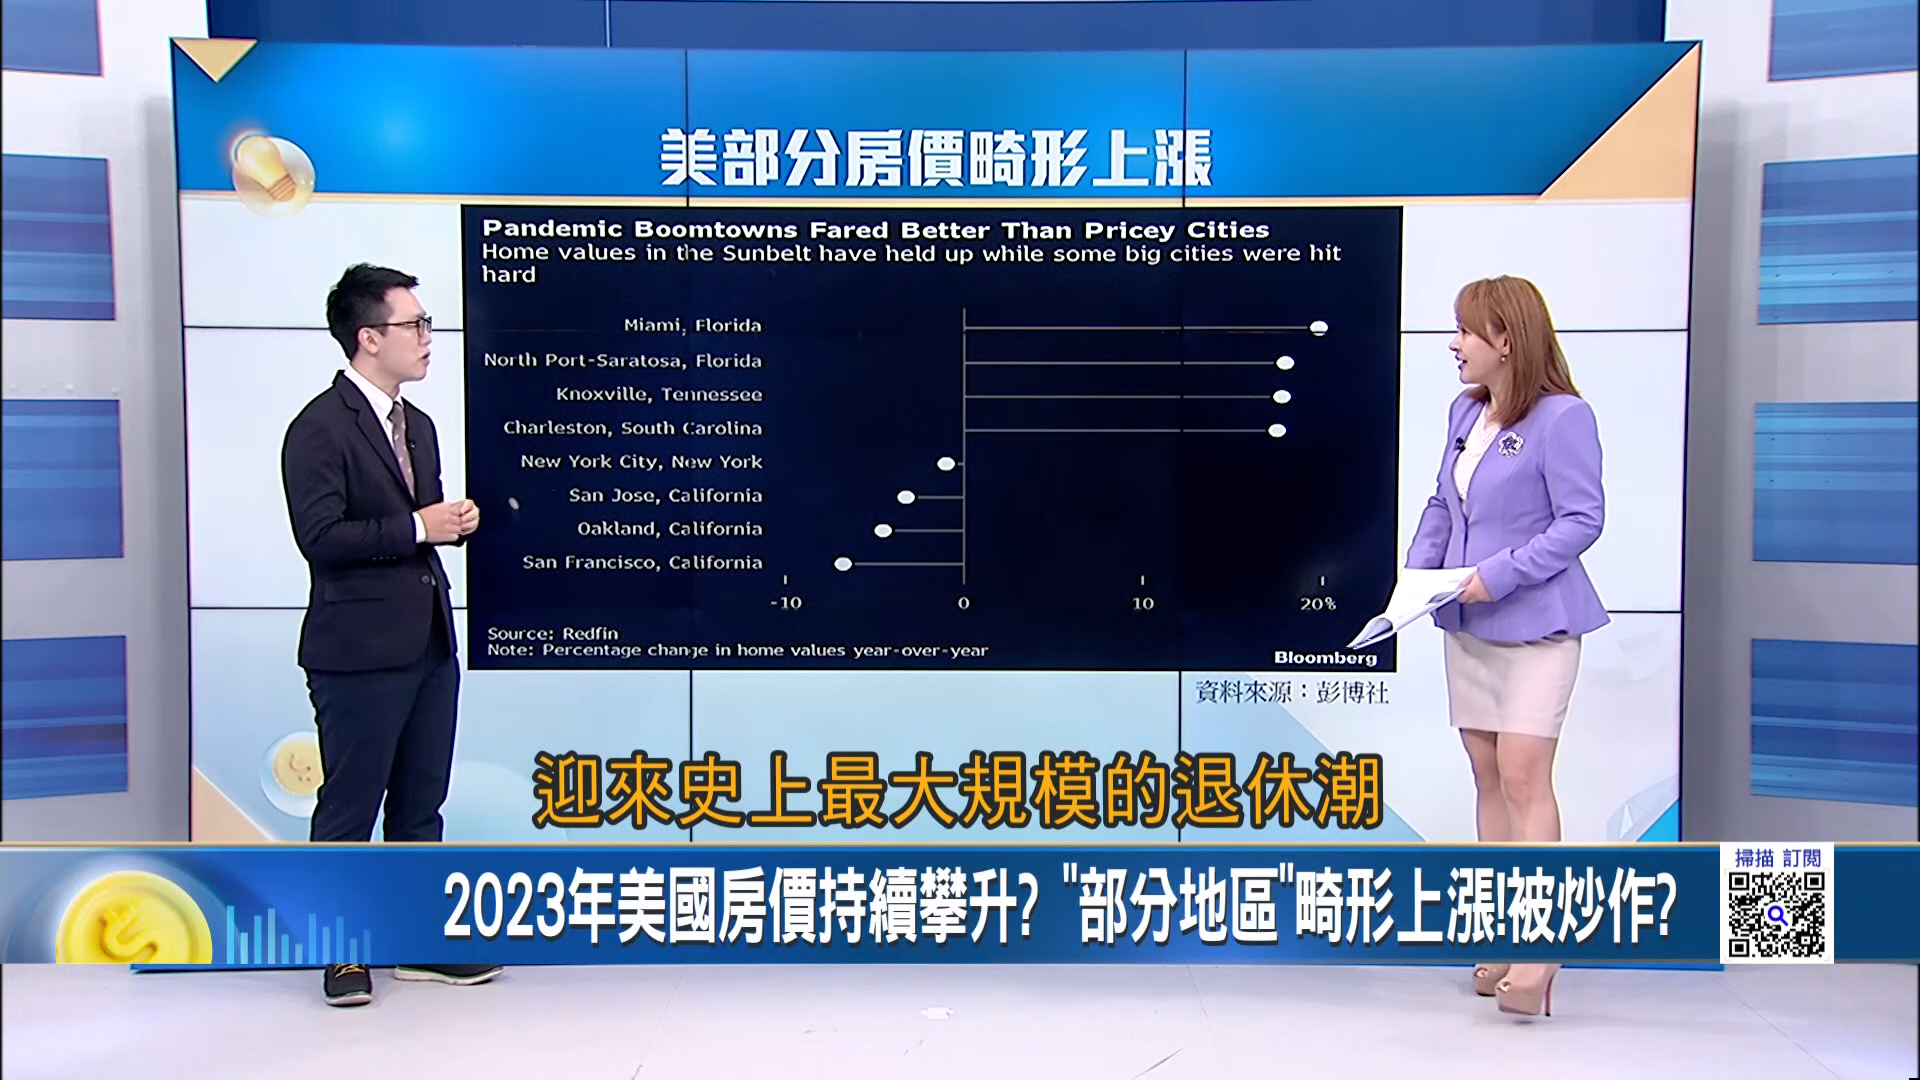 美部分房價畸形上漲
Pandemic Boomtowns Fared Better Than Pricey Cities
Home values in the Sunbelt have held up while some big cities were hit
hard
Miami, Florida
North Port-Saratosa, Florida
Knoxville, Tennessee
Charleston, South Carolina
New York City, New York
San Jose, California
Oakland, California
San Francisco, California
-10 0 10 20%
Source: Redfin
Note: Percentage change in home values year-over-year
Bloomberg
資料來源：彭博社
迎來史上最大規模的退休潮
2023年美國房價持續攀升? "部分地區"畸形上漲!被炒作?
掃描 訂閱